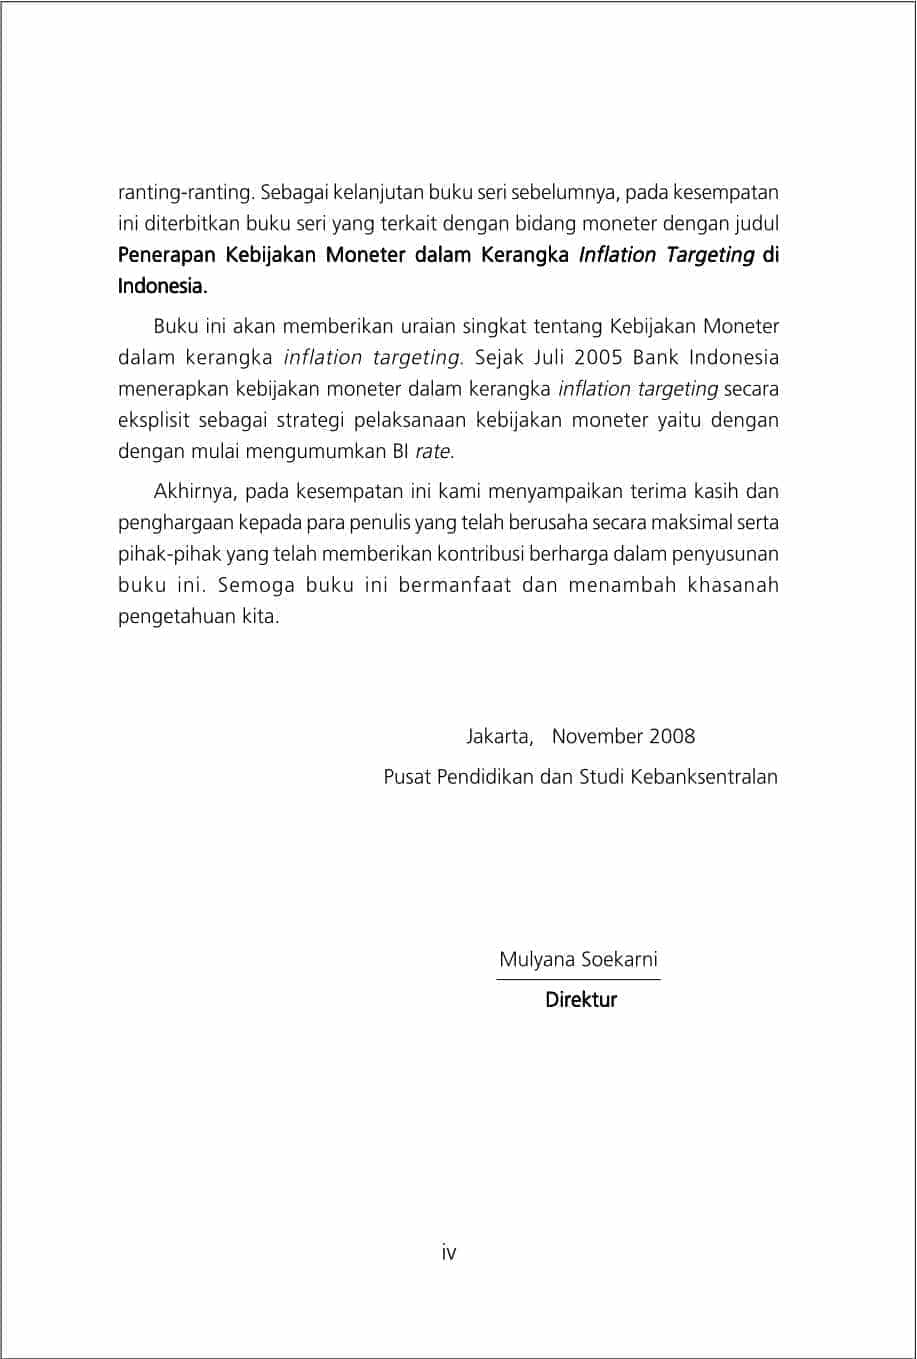 ranting-ranting. Sebagai kelanjutan buku seri sebelumnya, pada kesempatan
ini diterbitkan buku seri yang terkait dengan bidang moneter dengan judul
Penerapan Kebijakan Moneter dalam Kerangka Inflation Targeting di
Indonesia.
Buku ini akan memberikan uraian singkat tentang Kebijakan Moneter
dalam kerangka inflation targeting. Sejak Juli 2005 Bank Indonesia
menerapkan kebijakan moneter dalam kerangka inflation targeting secara
eksplisit sebagai strategi pelaksanaan kebijakan moneter yaitu dengan
dengan mulai mengumumkan BI rate.
Akhirnya, pada kesempatan ini kami menyampaikan terima kasih dan
penghargaan kepada para penulis yang telah berusaha secara maksimal serta
pihak-pihak yang telah memberikan kontribusi berharga dalam penyusunan
buku ini. Semoga buku ini bermanfaat dan menambah khasanah
pengetahuan kita.
Jakarta, November 2008
Pusat Pendidikan dan Studi Kebanksentralan
Mulyana Soekarni
Direktur
iv